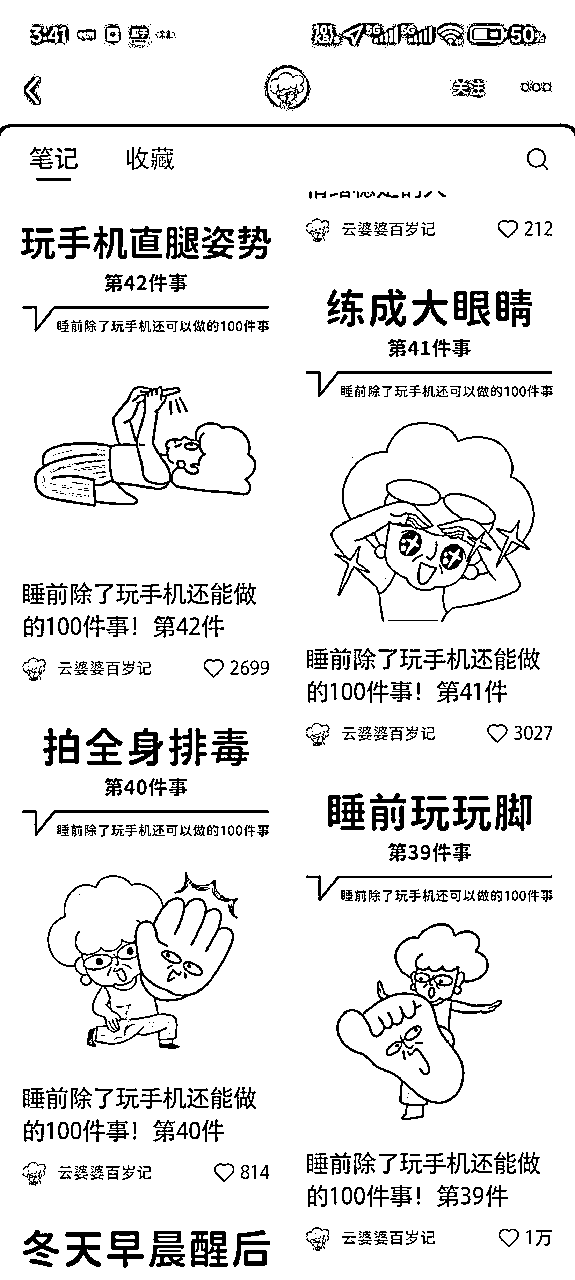 3:41
50
关注
笔记
收藏
玩手机直腿姿势
第42件事
睡前除了玩手机还可以做的100件事
睡前除了玩手机还能做
的100件事！第42件
云婆婆百岁记
2699
拍全身排毒
第40件事
睡前除了玩手机还可以做的100件事
睡前除了玩手机还能做
的100件事！第40件
云婆婆百岁记
814
冬天早晨醒后
云婆婆百岁记
212
练成大眼睛
第41件事
睡前除了玩手机还可以做的100件事
睡前除了玩手机还能做
的100件事！第41件
云婆婆百岁记
3027
睡前玩玩脚
第39件事
睡前除了玩手机还可以做的100件事
睡前除了玩手机还能做
的100件事！第39件
云婆婆百岁记
1万